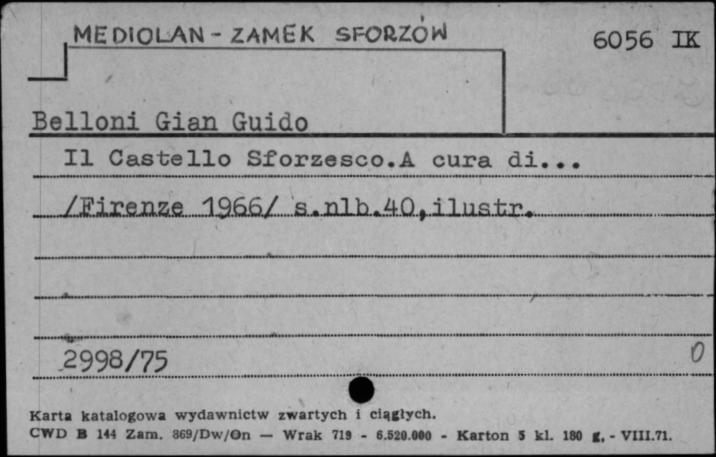 MEDIOLAN - ZAMEK SFORZÓW
6056 IK
Belloni Gian Guido
Il Castello Sforzesco.A cura di...
/Firenze 1966/ s.nlb.40,ilustr.
2998/75
0
Karta katalogowa wydawnictw zwartych i ciągłych.
CWD B 144 Zam. 869/Dw/On — Wrak 719 - 6.520.000 - Karton 5 kl. 180 g. - VIII.71.